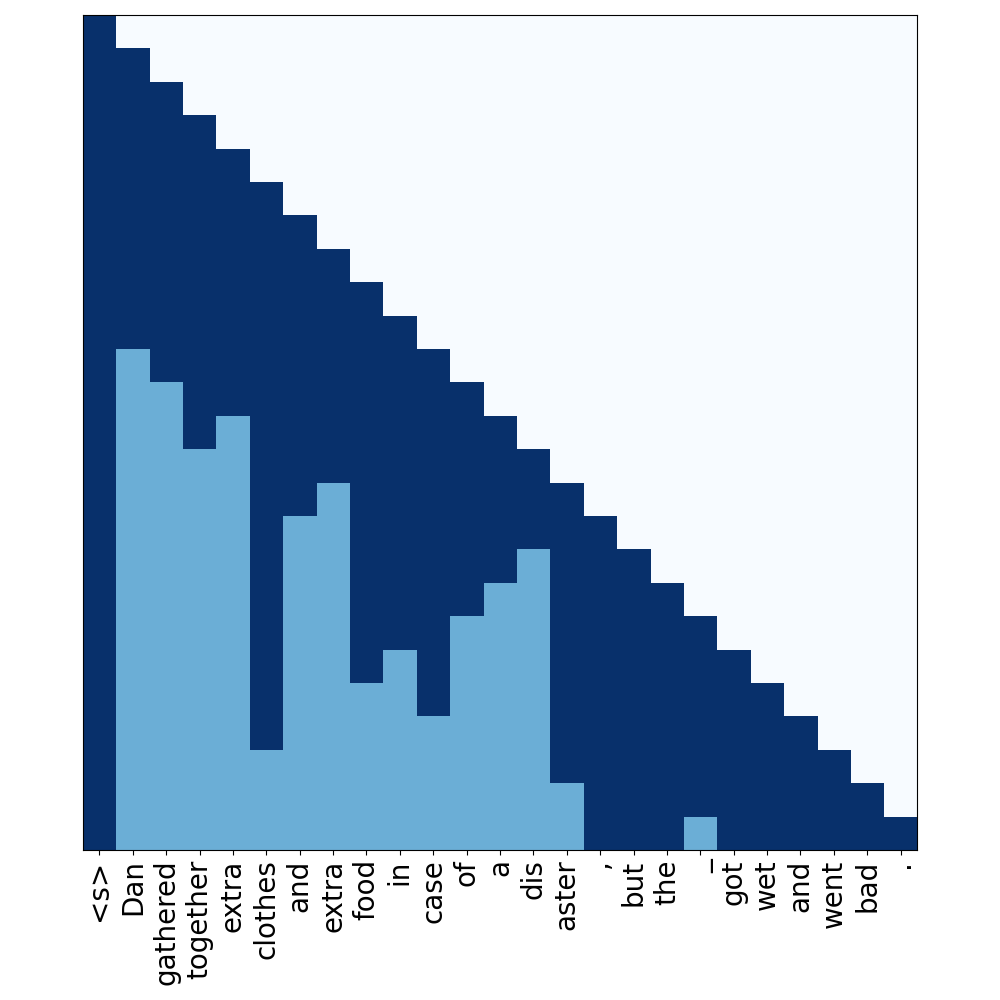 <s> Dan gathered together extra clothes and extra food in case of a dis aster , but the _ got wet and went bad .